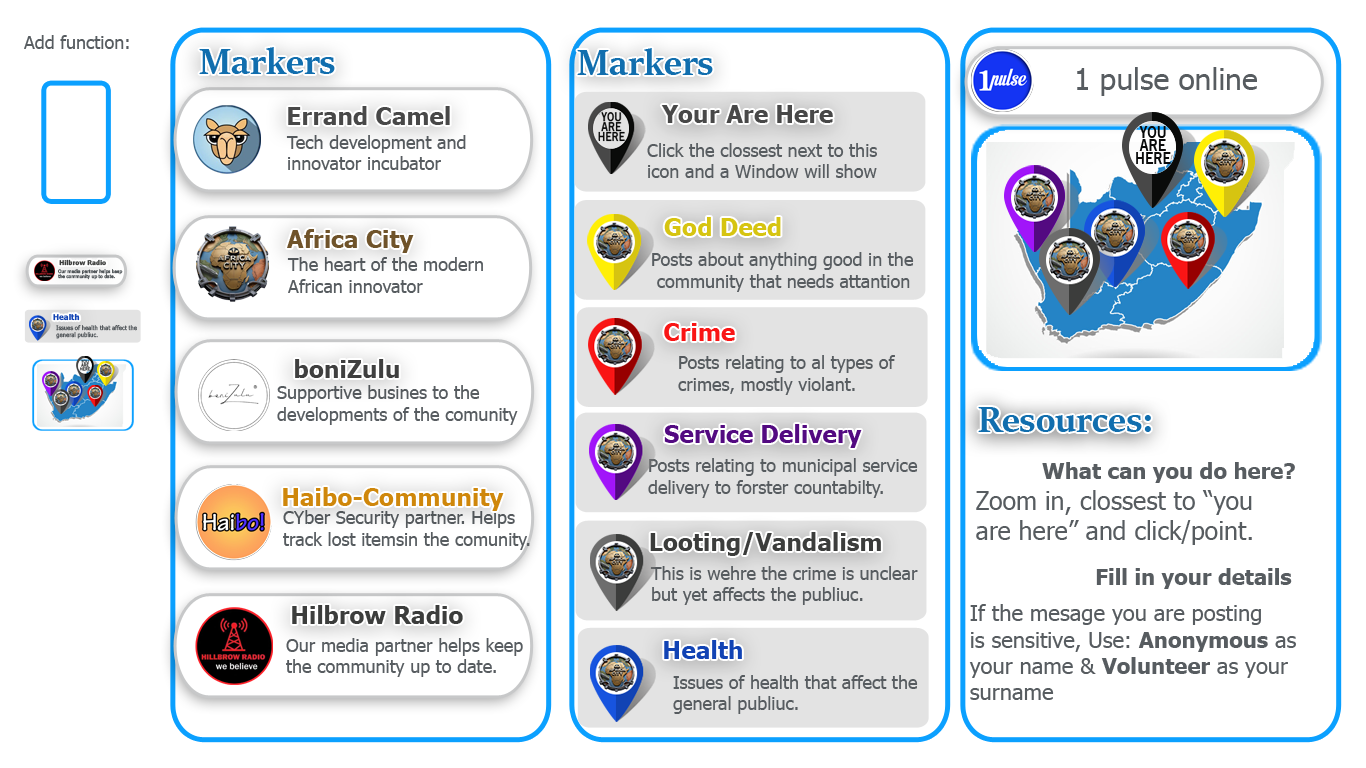 Add function:
Hilbrow Radio
Our media partner helps keep
the community up to date.
Health
Issues of health that affect the
general publiuc.
YOU
ARE
HERE
Markers
Errand Camel
Tech development and
innovator incubator
AFRICA
CITY
Africa City
The heart of the modern
African innovator
boniZulu
boniZulu
Supportive busines to the
developments of the comunity
Haibo!
Haibo-Community
CYber Security partner. Helps
track lost itemsin the comunity.
HILLBROW RADIO
we believe
Hilbrow Radio
Our media partner helps keep
the community up to date.
Markers
YOU
ARE
HERE
Your Are Here
Click the clossest next to this
icon and a Window will show
God Deed
Posts about anything good in the
community that needs attantion
Crime
Posts relating to al types of
crimes, mostly violant.
Service Delivery
Posts relating to municipal service
delivery to forster countabilty.
Looting/Vandalism
This is wehre the crime is unclear
but yet affects the publiuc.
Health
Issues of health that affect the
general publiuc.
1pulse
1 pulse online
YOU
ARE
HERE
Resources:
What can you do here?
Zoom in, clossest to “you
are here” and click/point.
Fill in your details
If the mesage you are posting
is sensitive, Use: Anonymous as
your name & Volunteer as your
surname